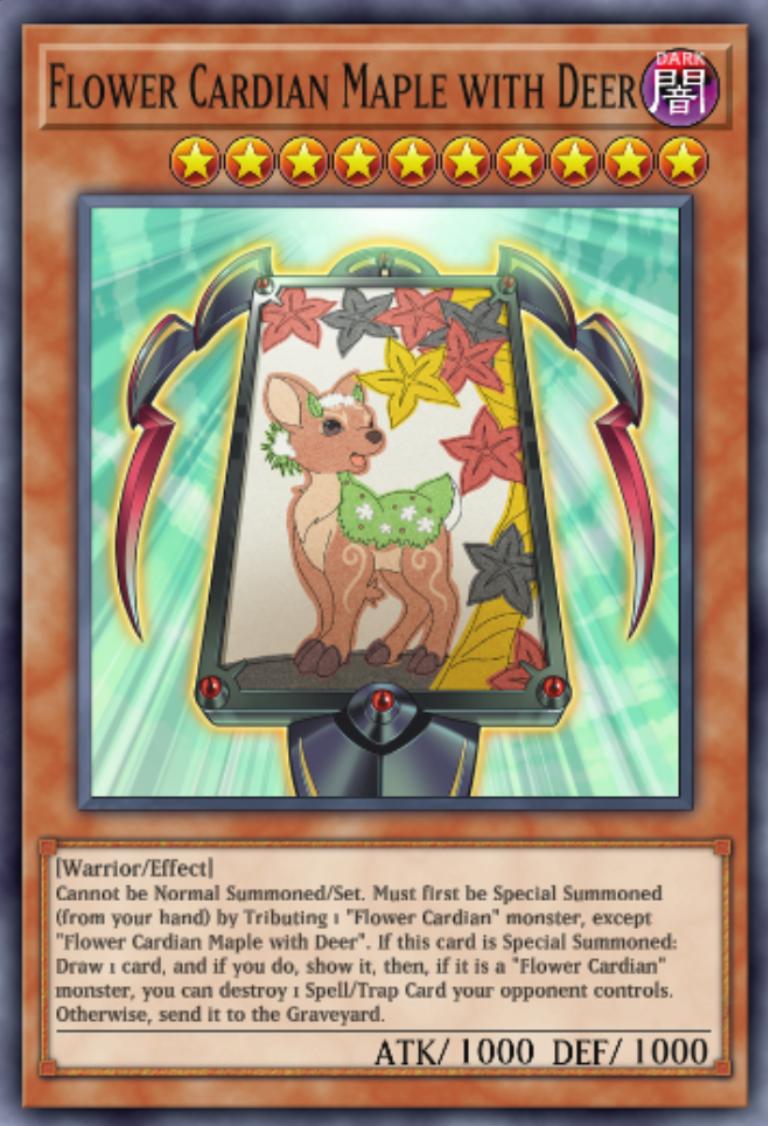 Flower Cardian Maple with Deer
DARK
闇
[Warrior/Effect]
Cannot be Normal Summoned/Set. Must first be Special Summoned
(from your hand) by Tributing 1 "Flower Cardian" monster, except
"Flower Cardian Maple with Deer". If this card is Special Summoned:
Draw 1 card, and if you do, show it, then, if it is a "Flower Cardian"
monster, you can destroy 1 Spell/Trap Card your opponent controls.
Otherwise, send it to the Graveyard.
ATK/ 1000 DEF/ 1000